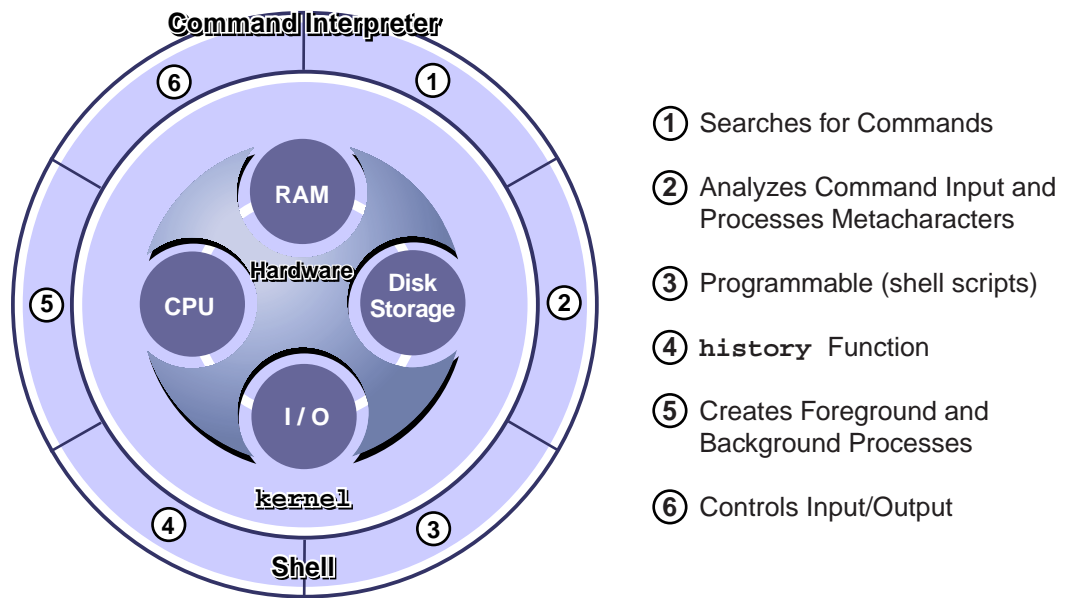 Command Interpreter
6
1
5
2
4
3
RAM
Hardware
CPU
Disk
Storage
I / O
kernel
Shell
1 Searches for Commands
2 Analyzes Command Input and
Processes Metacharacters
3 Programmable (shell scripts)
4 history Function
5 Creates Foreground and
Background Processes
6 Controls Input/Output